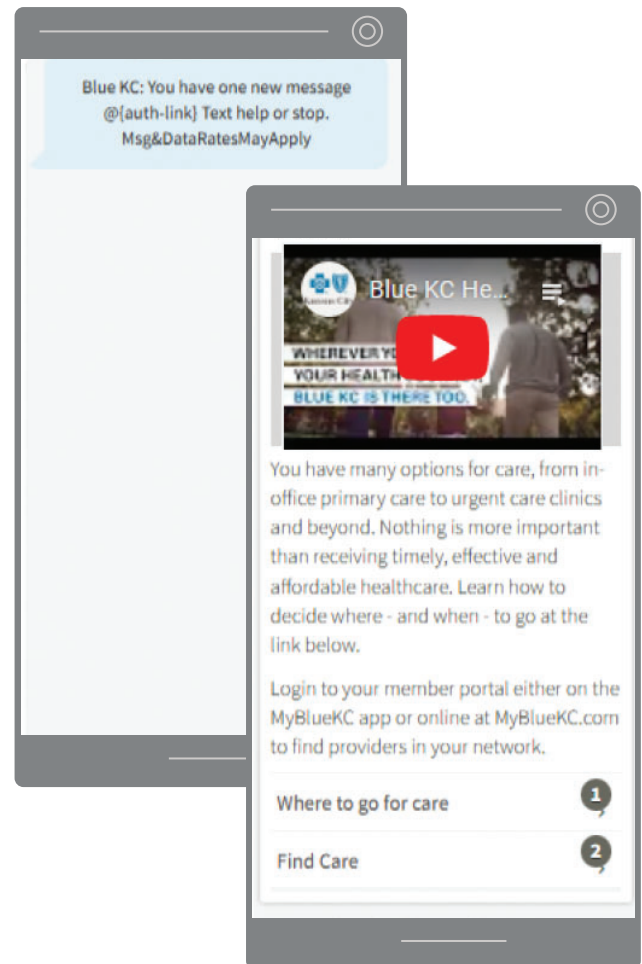 Blue KC: You have one new message
@{auth-link} Text help or stop.
Msg&DataRatesMayApply
Kansas City
Blue KC He...
WHEREVER
YOUR HEALTH
BLUE KC IS THERE TOO.
You have many options for care, from in-
office primary care to urgent care clinics
and beyond. Nothing is more important
than receiving timely, effective and
affordable healthcare. Learn how to
decide where - and when - to go at the
link below.
Login to your member portal either on the
MyBlueKC app or online at MyBlueKC.com
to find providers in your network.
Where to go for care 1
Find Care 2